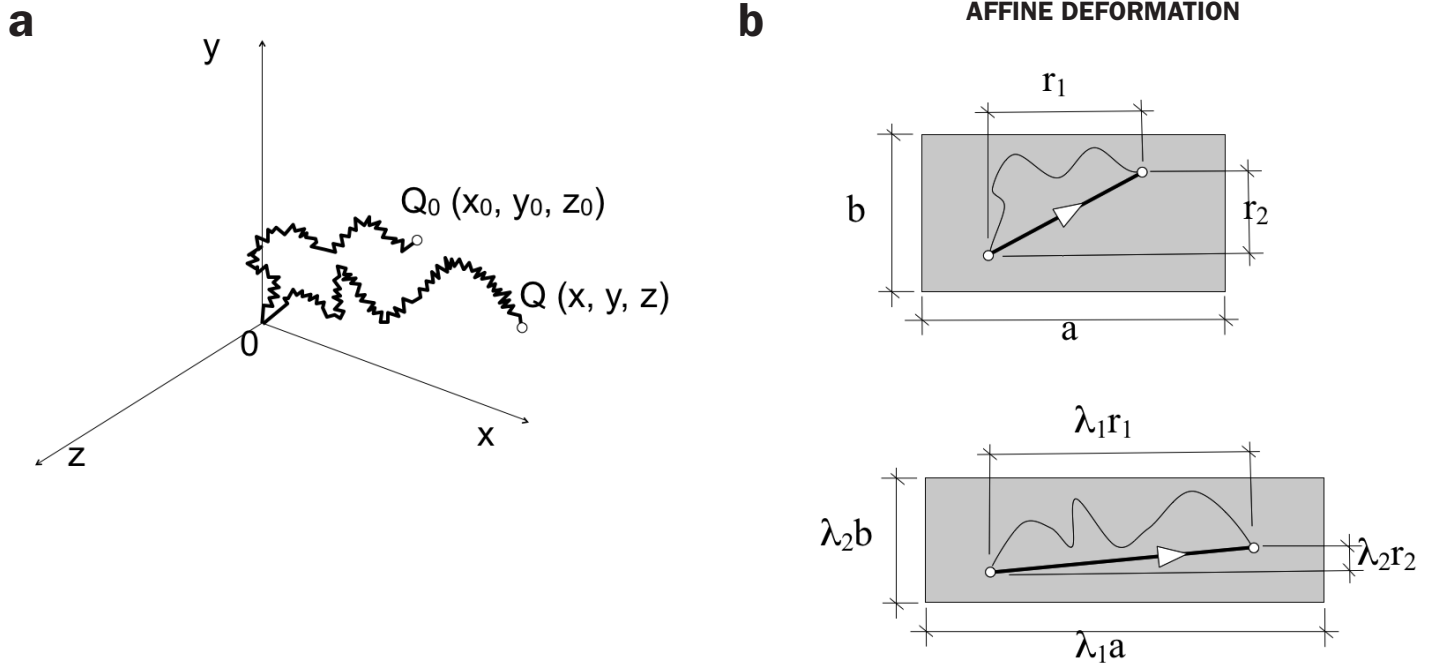 a
y
Q₀ (x₀, y₀, z₀)
Q (x, y, z)
0
x
z
b
AFFINE DEFORMATION
r₁
b
r₂
a
λ₁r₁
λ₂b
λ₂r₂
λ₁a